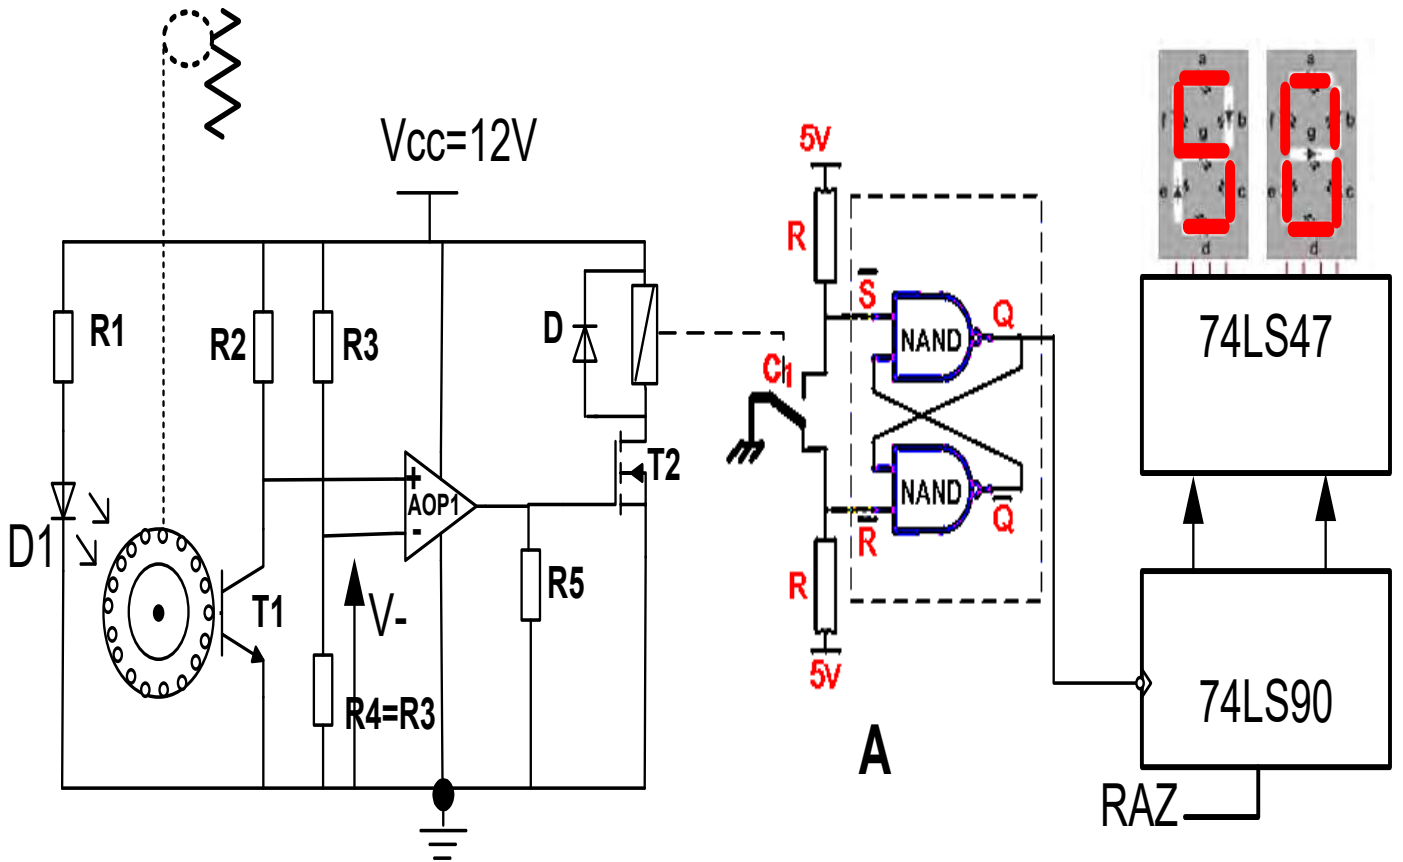 Vcc=12V
R1
R2
R3
D
D1
T1
+
AOP1
-
V-
R4=R3
R5
T2
5V
R
S
NAND
Q
C1
NAND
Q
R
R
5V
A
a
f
b
g
e
c
d
a
f
b
g
e
c
d
74LS47
74LS90
RAZ